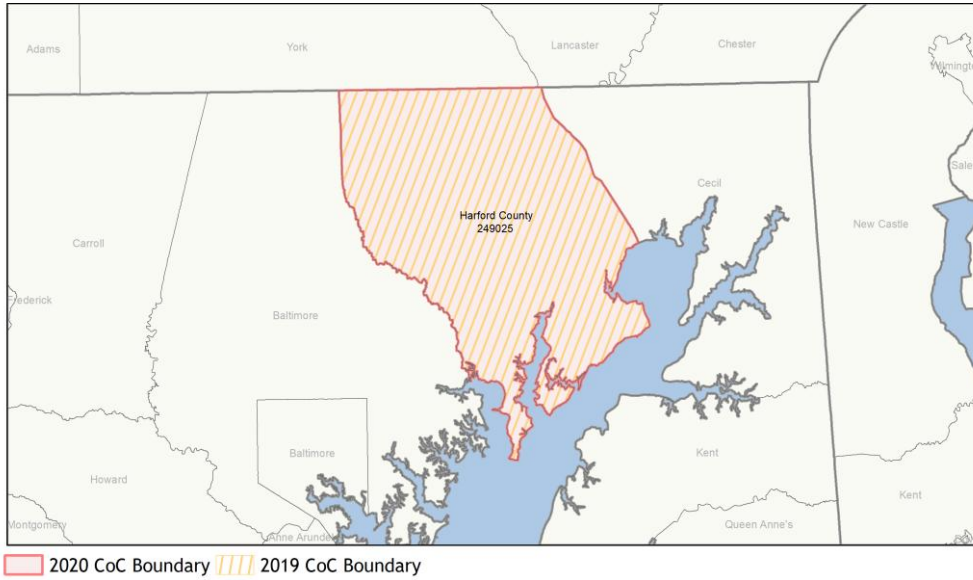 Adams
York
Lancaster
Chester
Wilmington
Sale
Cecil
Harford County
249025
New Castle
Carroll
Frederick
Baltimore
Baltimore
Kent
Howard
Kent
Montgomery
Anne Arundel
Queen Anne's
2020 CoC Boundary 2019 CoC Boundary